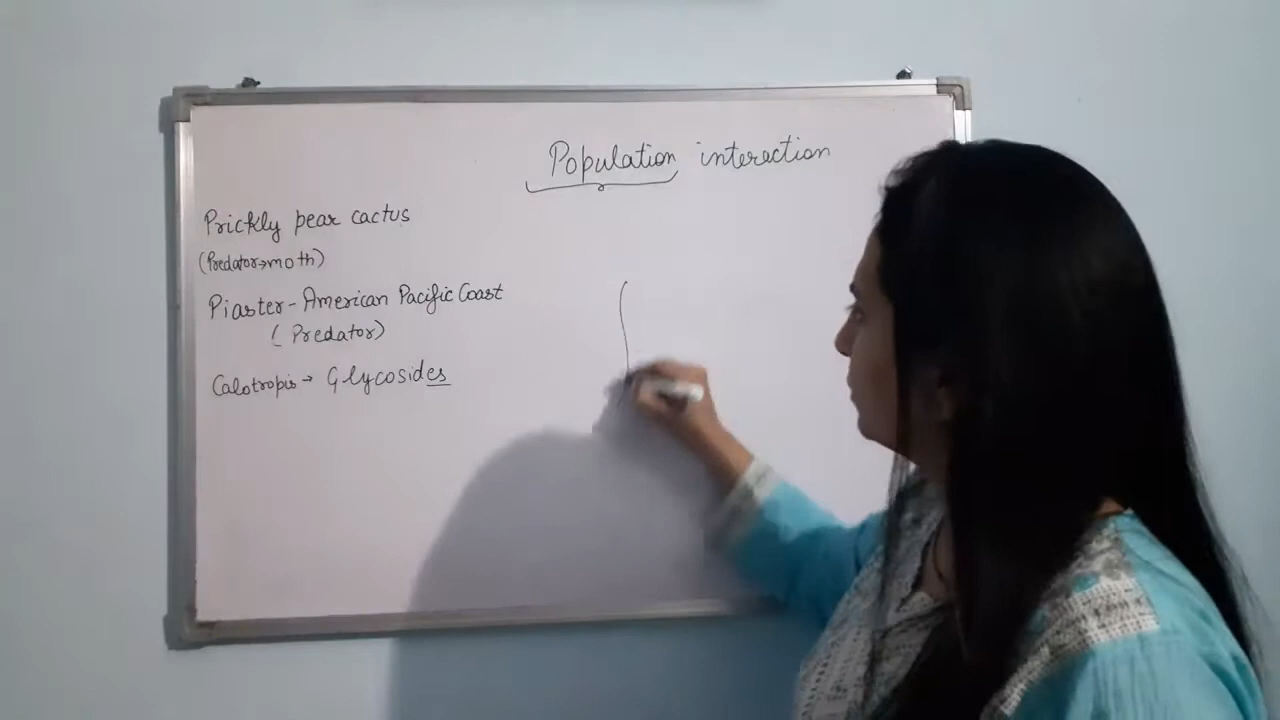 Population interaction
Prickly pear cactus
(Predator→moth)
Piaster-American Pacific Coast
(Predator)
Calotropis→ Glycosides